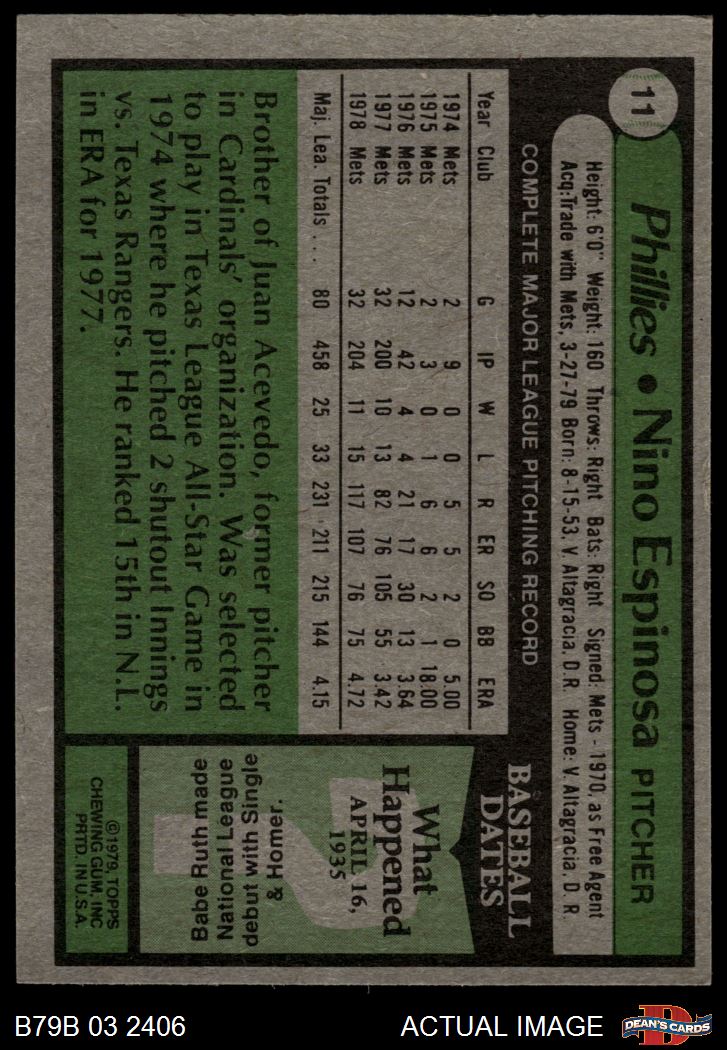 11
Phillies • Nino Espinosa PITCHER
Height: 6'0" Weight: 160 Throws: Right Bats: Right Signed: Mets - 1970, as Free Agent
Acq:Trade with Mets, 3-27-79 Born: 8-15-53, V. Altagracia, D.R. Home: V. Altagracia, D.R.
COMPLETE MAJOR LEAGUE PITCHING RECORD
Year Club G IP W L R ER SO BB ERA
1974 Mets 2 9 0 0 5 5 2 0 5.00
1975 Mets 2 3 0 1 6 6 2 1 18.00
1976 Mets 12 42 4 4 21 17 30 13 3.64
1977 Mets 32 200 10 13 82 76 105 55 3.42
1978 Mets 32 204 11 15 117 107 76 75 4.72
Maj. Lea. Totals . . . 80 458 25 33 231 211 215 144 4.15
Brother of Juan Acevedo, former pitcher
in Cardinals' organization. Was selected
to play in Texas League All-Star Game in
1974 where he pitched 2 shutout Innings
vs. Texas Rangers. He ranked 15th in N.L.
in ERA for 1977.
BASEBALL
DATES
What
Happened
APRIL 16,
1935
?
Babe Ruth made
National League
debut with Single
& Homer.
©1979, TOPPS
CHEWING GUM, INC
PRTD. IN U.S.A.
B79B 03 2406
ACTUAL IMAGE
D
DEAN'S CARDS